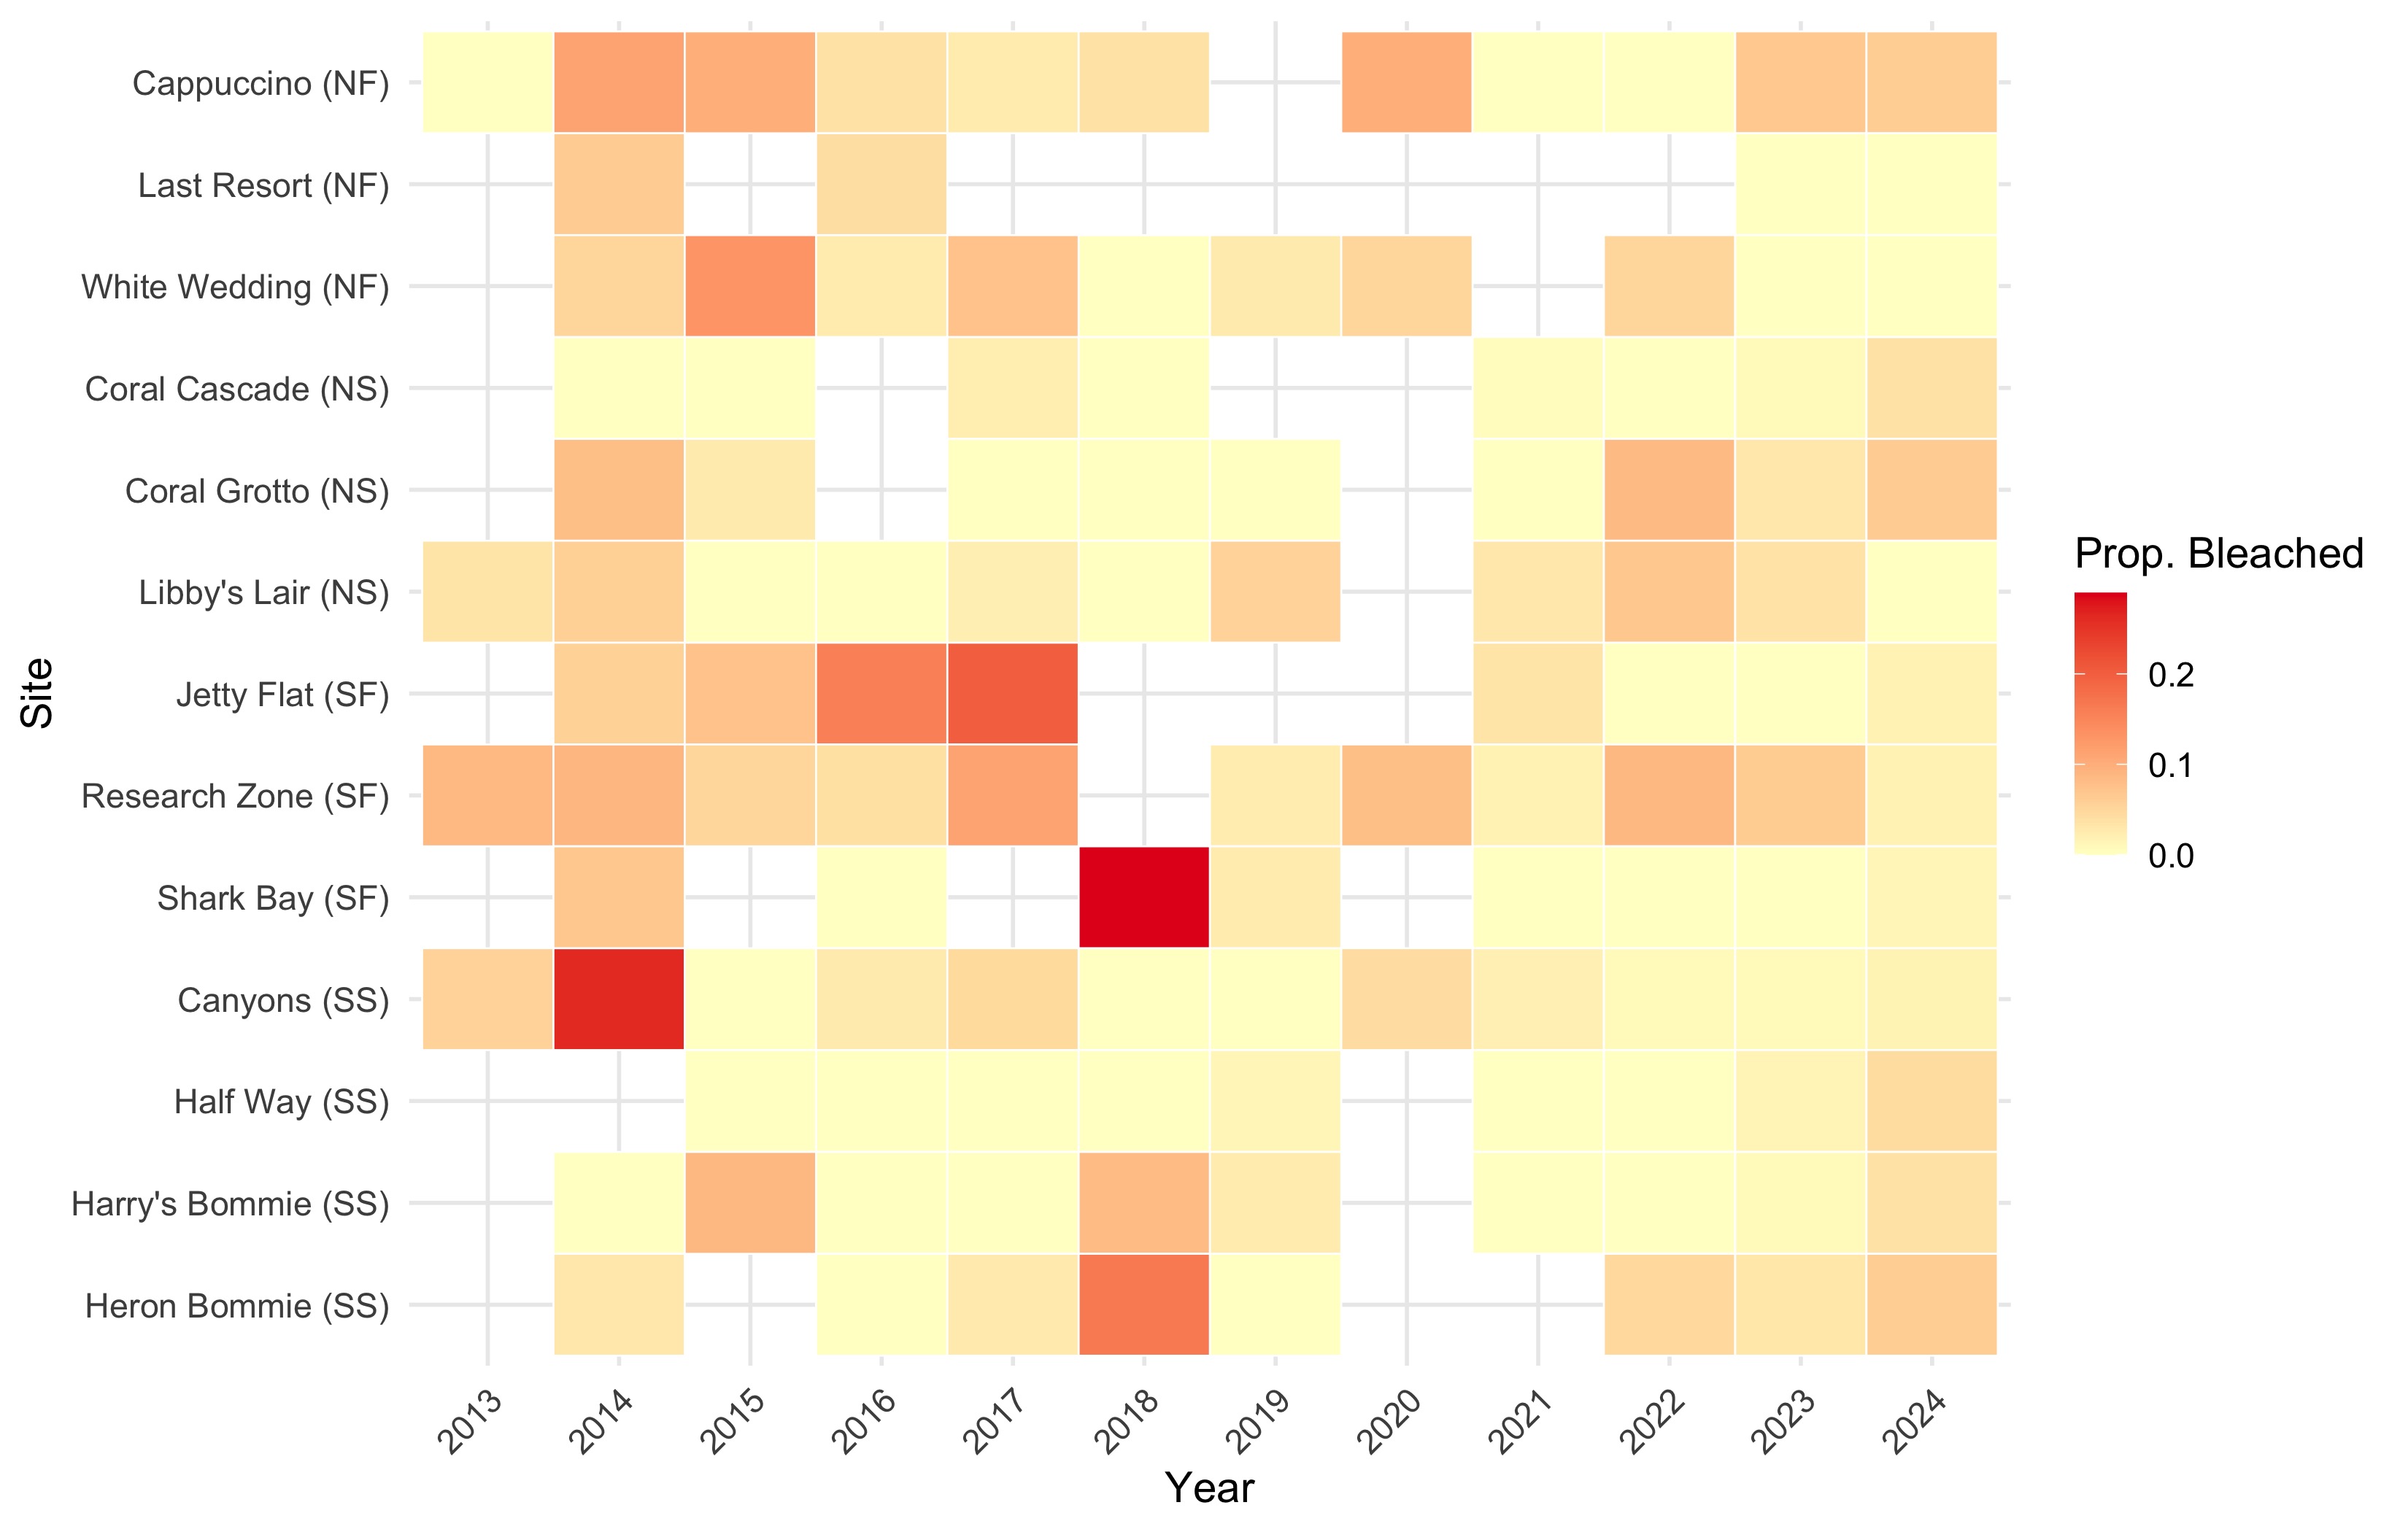 Cappuccino (NF)
Last Resort (NF)
White Wedding (NF)
Coral Cascade (NS)
Coral Grotto (NS)
Libby's Lair (NS)
Jetty Flat (SF)
Research Zone (SF)
Shark Bay (SF)
Canyons (SS)
Half Way (SS)
Harry's Bommie (SS)
Heron Bommie (SS)
Site
2013 2014 2015 2016 2017 2018 2019 2020 2021 2022 2023 2024
Year
Prop. Bleached
0.2
0.1
0.0